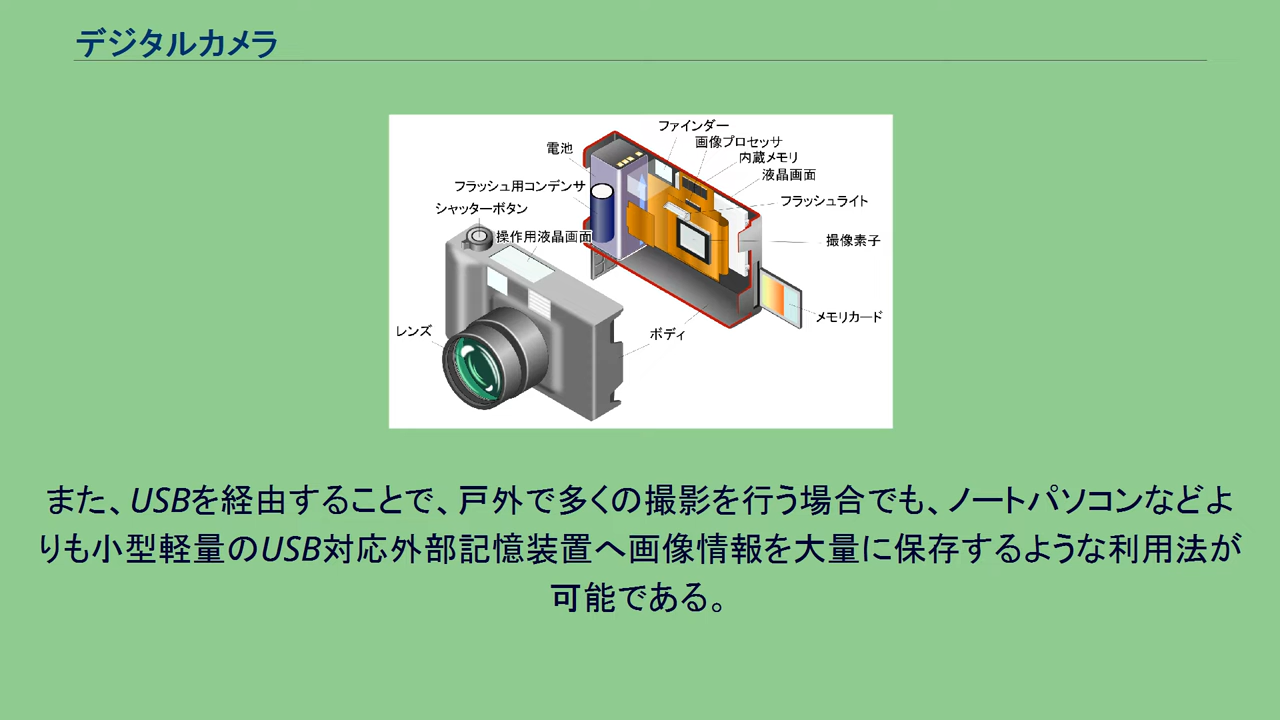 デジタルカメラ
ファインダー
画像プロセッサ
電池
内蔵メモリ
液晶画面
フラッシュ用コンデンサ
フラッシュライト
シャッターボタン
操作用液晶画面
撮像素子
メモリカード
レンズ
ボディ
また、USBを経由することで、戸外で多くの撮影を行う場合でも、ノートパソコンなどよ
りも小型軽量のUSB対応外部記憶装置へ画像情報を大量に保存するような利用法が
可能である。